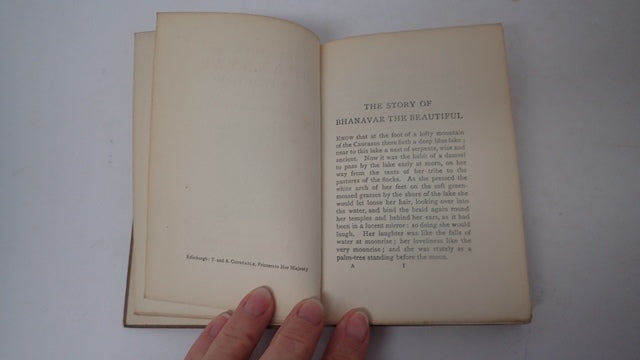 Edinburgh: T. and A. CONSTABLE, Printers to Her Majesty
THE STORY OF
BHANAVAR THE BEAUTIFUL
KNOW that at the foot of a lofty mountain
of the Caucasus there lieth a deep blue lake;
near to this lake a nest of serpents, wise and
ancient. Now it was the habit of a damsel
to pass by the lake early at morn, on her
way from the tents of her tribe to the
pastures of the flocks. As she pressed the
white arch of her feet on the soft green-
mossed grasses by the shore of the lake she
would let loose her hair, looking over into
the water, and bind the braid again round
her temples and behind her ears, as it had
been in a lucent mirror: so doing she would
laugh. Her laughter was like the falls of
water at moonrise; her loveliness like the
very moonrise; and she was stately as a
palm-tree standing before the moon.
A 1